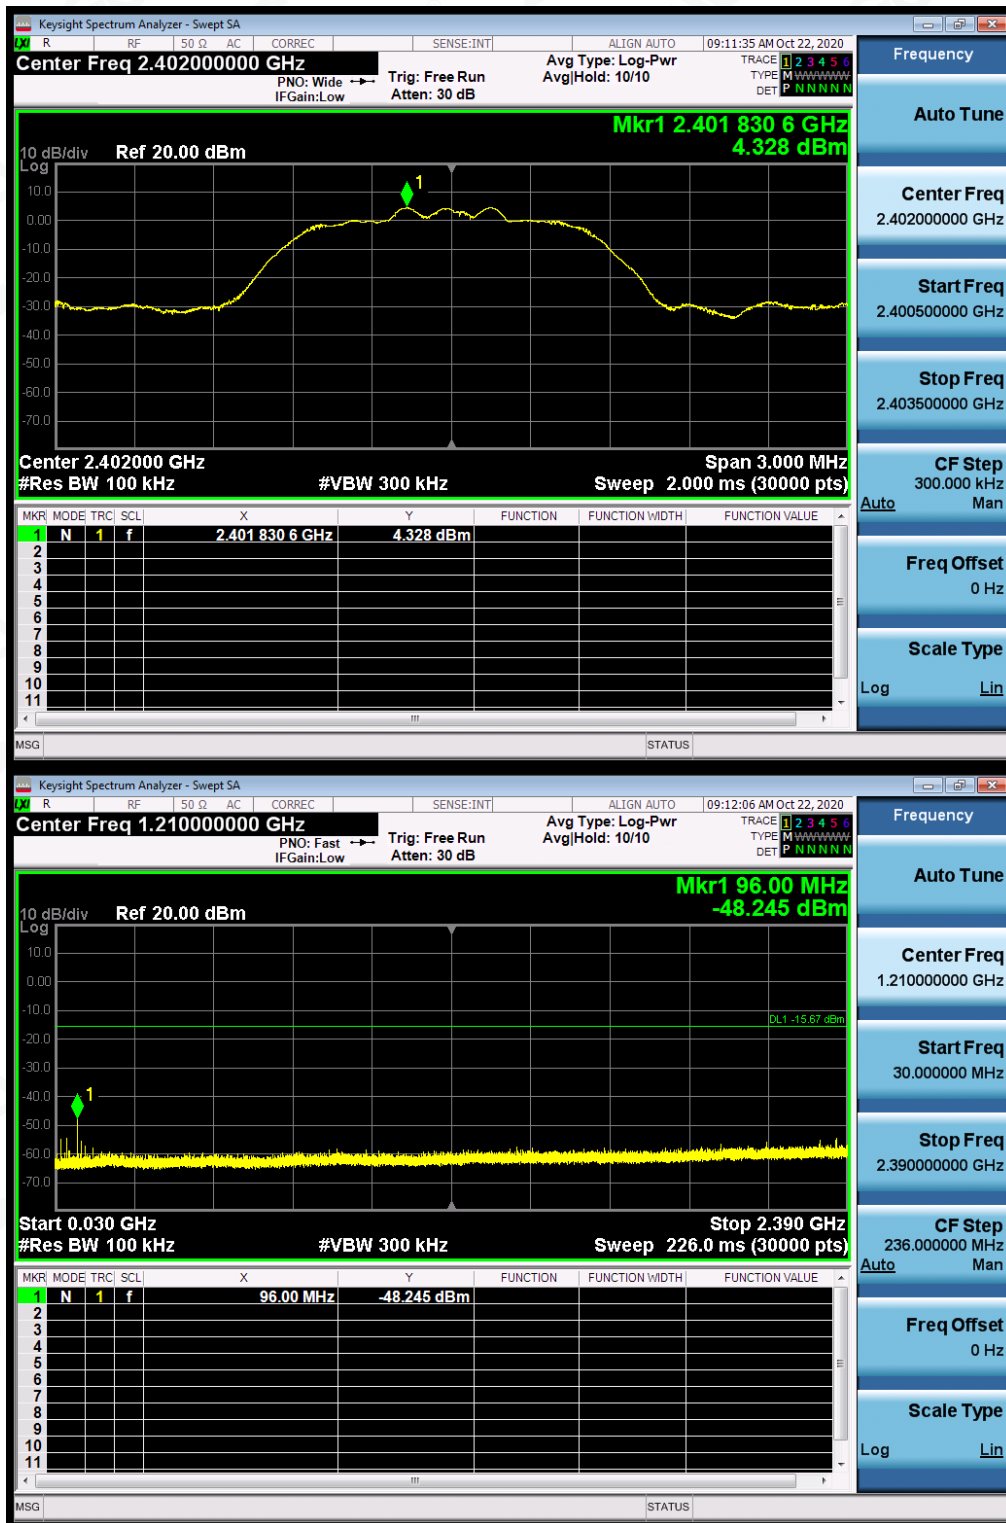 Keysight Spectrum Analyzer - Swept SA
LXI R RF 50 Ω AC CORREC SENSE:INT ALIGN AUTO 09:11:35 AM Oct 22, 2020
Center Freq 2.402000000 GHz
PNO: Wide
IFGain:Low
Trig: Free Run
Atten: 30 dB
Avg Type: Log-Pwr
Avg|Hold: 10/10
TRACE 1 2 3 4 5 6
TYPE M WWWWW
DET P N N N N N
Mkr1 2.401 830 6 GHz
4.328 dBm
10 dB/div Ref 20.00 dBm
Log
1
10.0
0.00
-10.0
-20.0
-30.0
-40.0
-50.0
-60.0
-70.0
Center 2.402000 GHz Span 3.000 MHz
#Res BW 100 kHz #VBW 300 kHz Sweep 2.000 ms (30000 pts)
MKR MODE TRC SCL X Y FUNCTION FUNCTION WIDTH FUNCTION VALUE
1 N 1 f 2.401 830 6 GHz 4.328 dBm
2
3
4
5
6
7
8
9
10
11
MSG STATUS
Frequency
Auto Tune
Center Freq
2.402000000 GHz
Start Freq
2.400500000 GHz
Stop Freq
2.403500000 GHz
CF Step
300.000 kHz
Auto Man
Freq Offset
0 Hz
Scale Type
Log Lin
Keysight Spectrum Analyzer - Swept SA
LXI R RF 50 Ω AC CORREC SENSE:INT ALIGN AUTO 09:12:06 AM Oct 22, 2020
Center Freq 1.210000000 GHz
PNO: Fast
IFGain:Low
Trig: Free Run
Atten: 30 dB
Avg Type: Log-Pwr
Avg|Hold: 10/10
TRACE 1 2 3 4 5 6
TYPE M WWWWW
DET P N N N N N
Mkr1 96.00 MHz
-48.245 dBm
10 dB/div Ref 20.00 dBm
Log
10.0
0.00
-10.0
DL1 -15.67 dBm
-20.0
-30.0
-40.0
1
-50.0
-60.0
-70.0
Start 0.030 GHz Stop 2.390 GHz
#Res BW 100 kHz #VBW 300 kHz Sweep 226.0 ms (30000 pts)
MKR MODE TRC SCL X Y FUNCTION FUNCTION WIDTH FUNCTION VALUE
1 N 1 f 96.00 MHz -48.245 dBm
2
3
4
5
6
7
8
9
10
11
MSG STATUS
Frequency
Auto Tune
Center Freq
1.210000000 GHz
Start Freq
30.000000 MHz
Stop Freq
2.390000000 GHz
CF Step
236.000000 MHz
Auto Man
Freq Offset
0 Hz
Scale Type
Log Lin